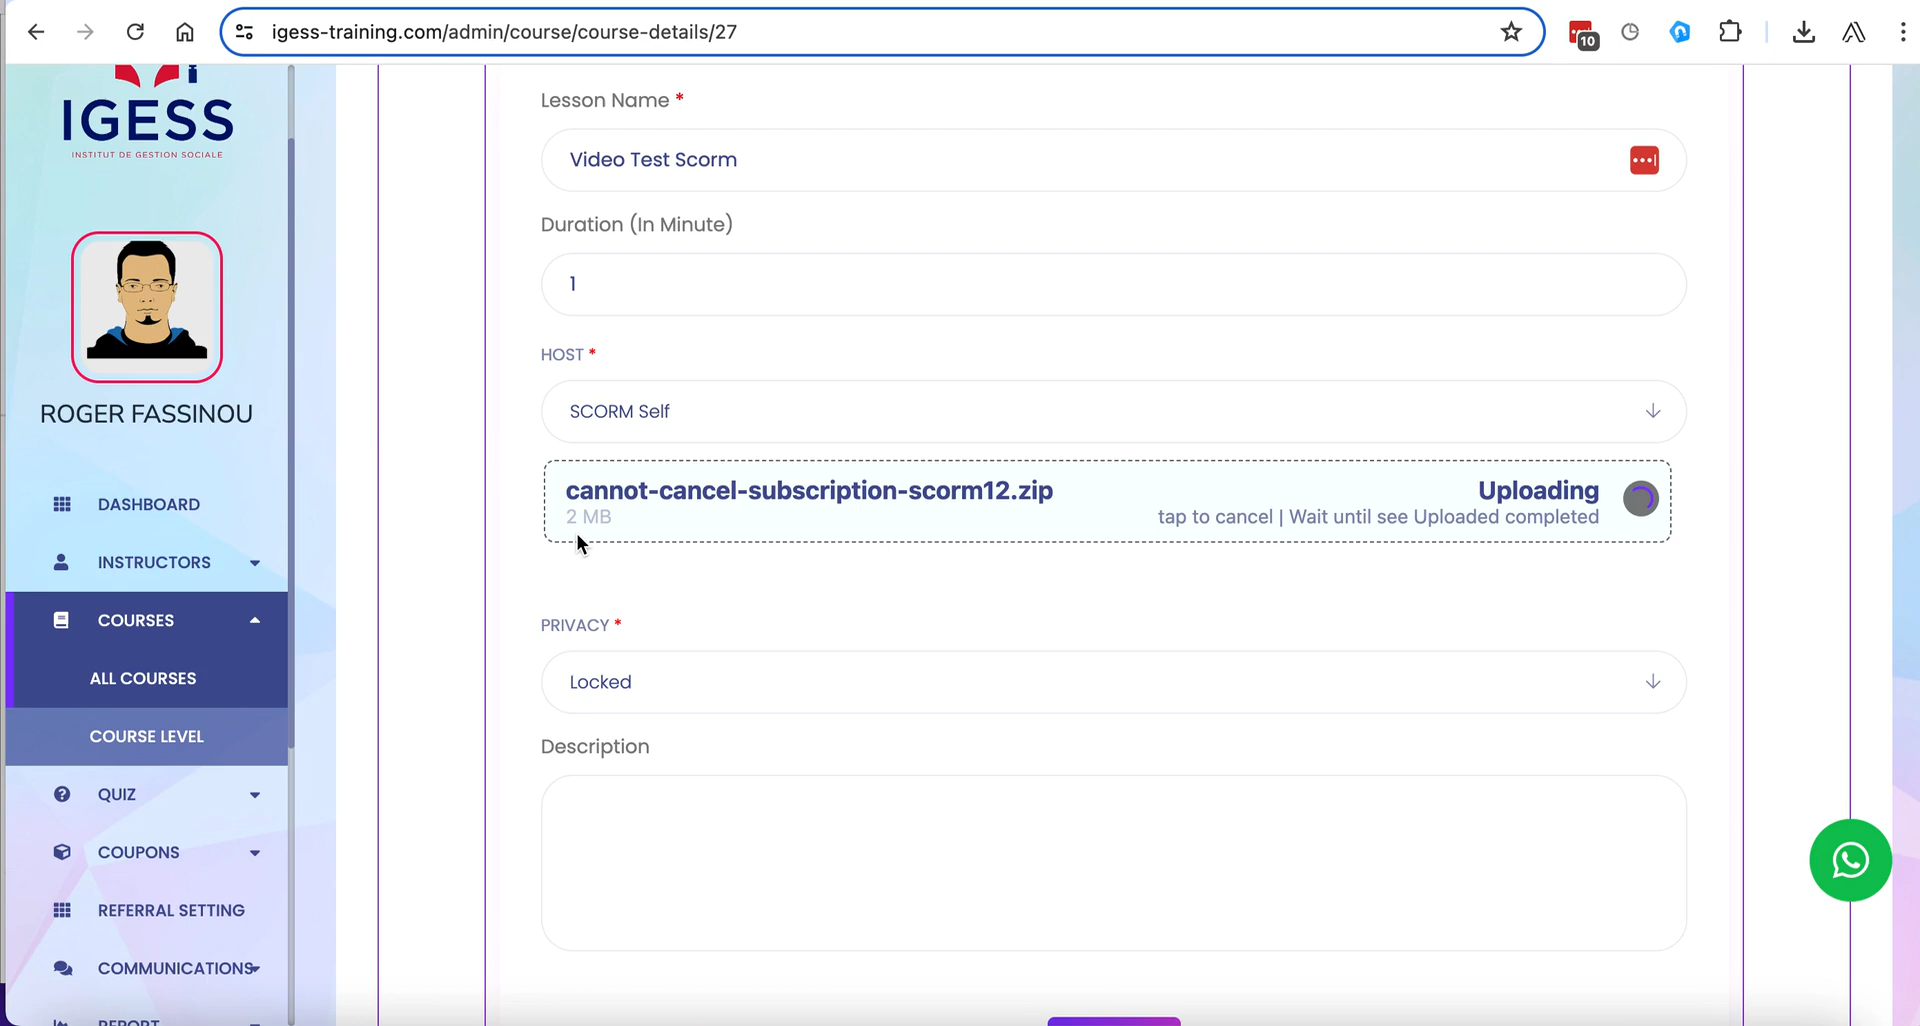 igess-training.com/admin/course/course-details/27
10
IGESS
INSTITUT DE GESTION SOCIALE
ROGER FASSINOU
DASHBOARD
INSTRUCTORS
COURSES
ALL COURSES
COURSE LEVEL
QUIZ
COUPONS
REFERRAL SETTING
COMMUNICATIONS
REPORT
Lesson Name *
Video Test Scorm
Duration (In Minute)
1
HOST *
SCORM Self
cannot-cancel-subscription-scorm12.zip
2 MB
Uploading
tap to cancel | Wait until see Uploaded completed
PRIVACY *
Locked
Description